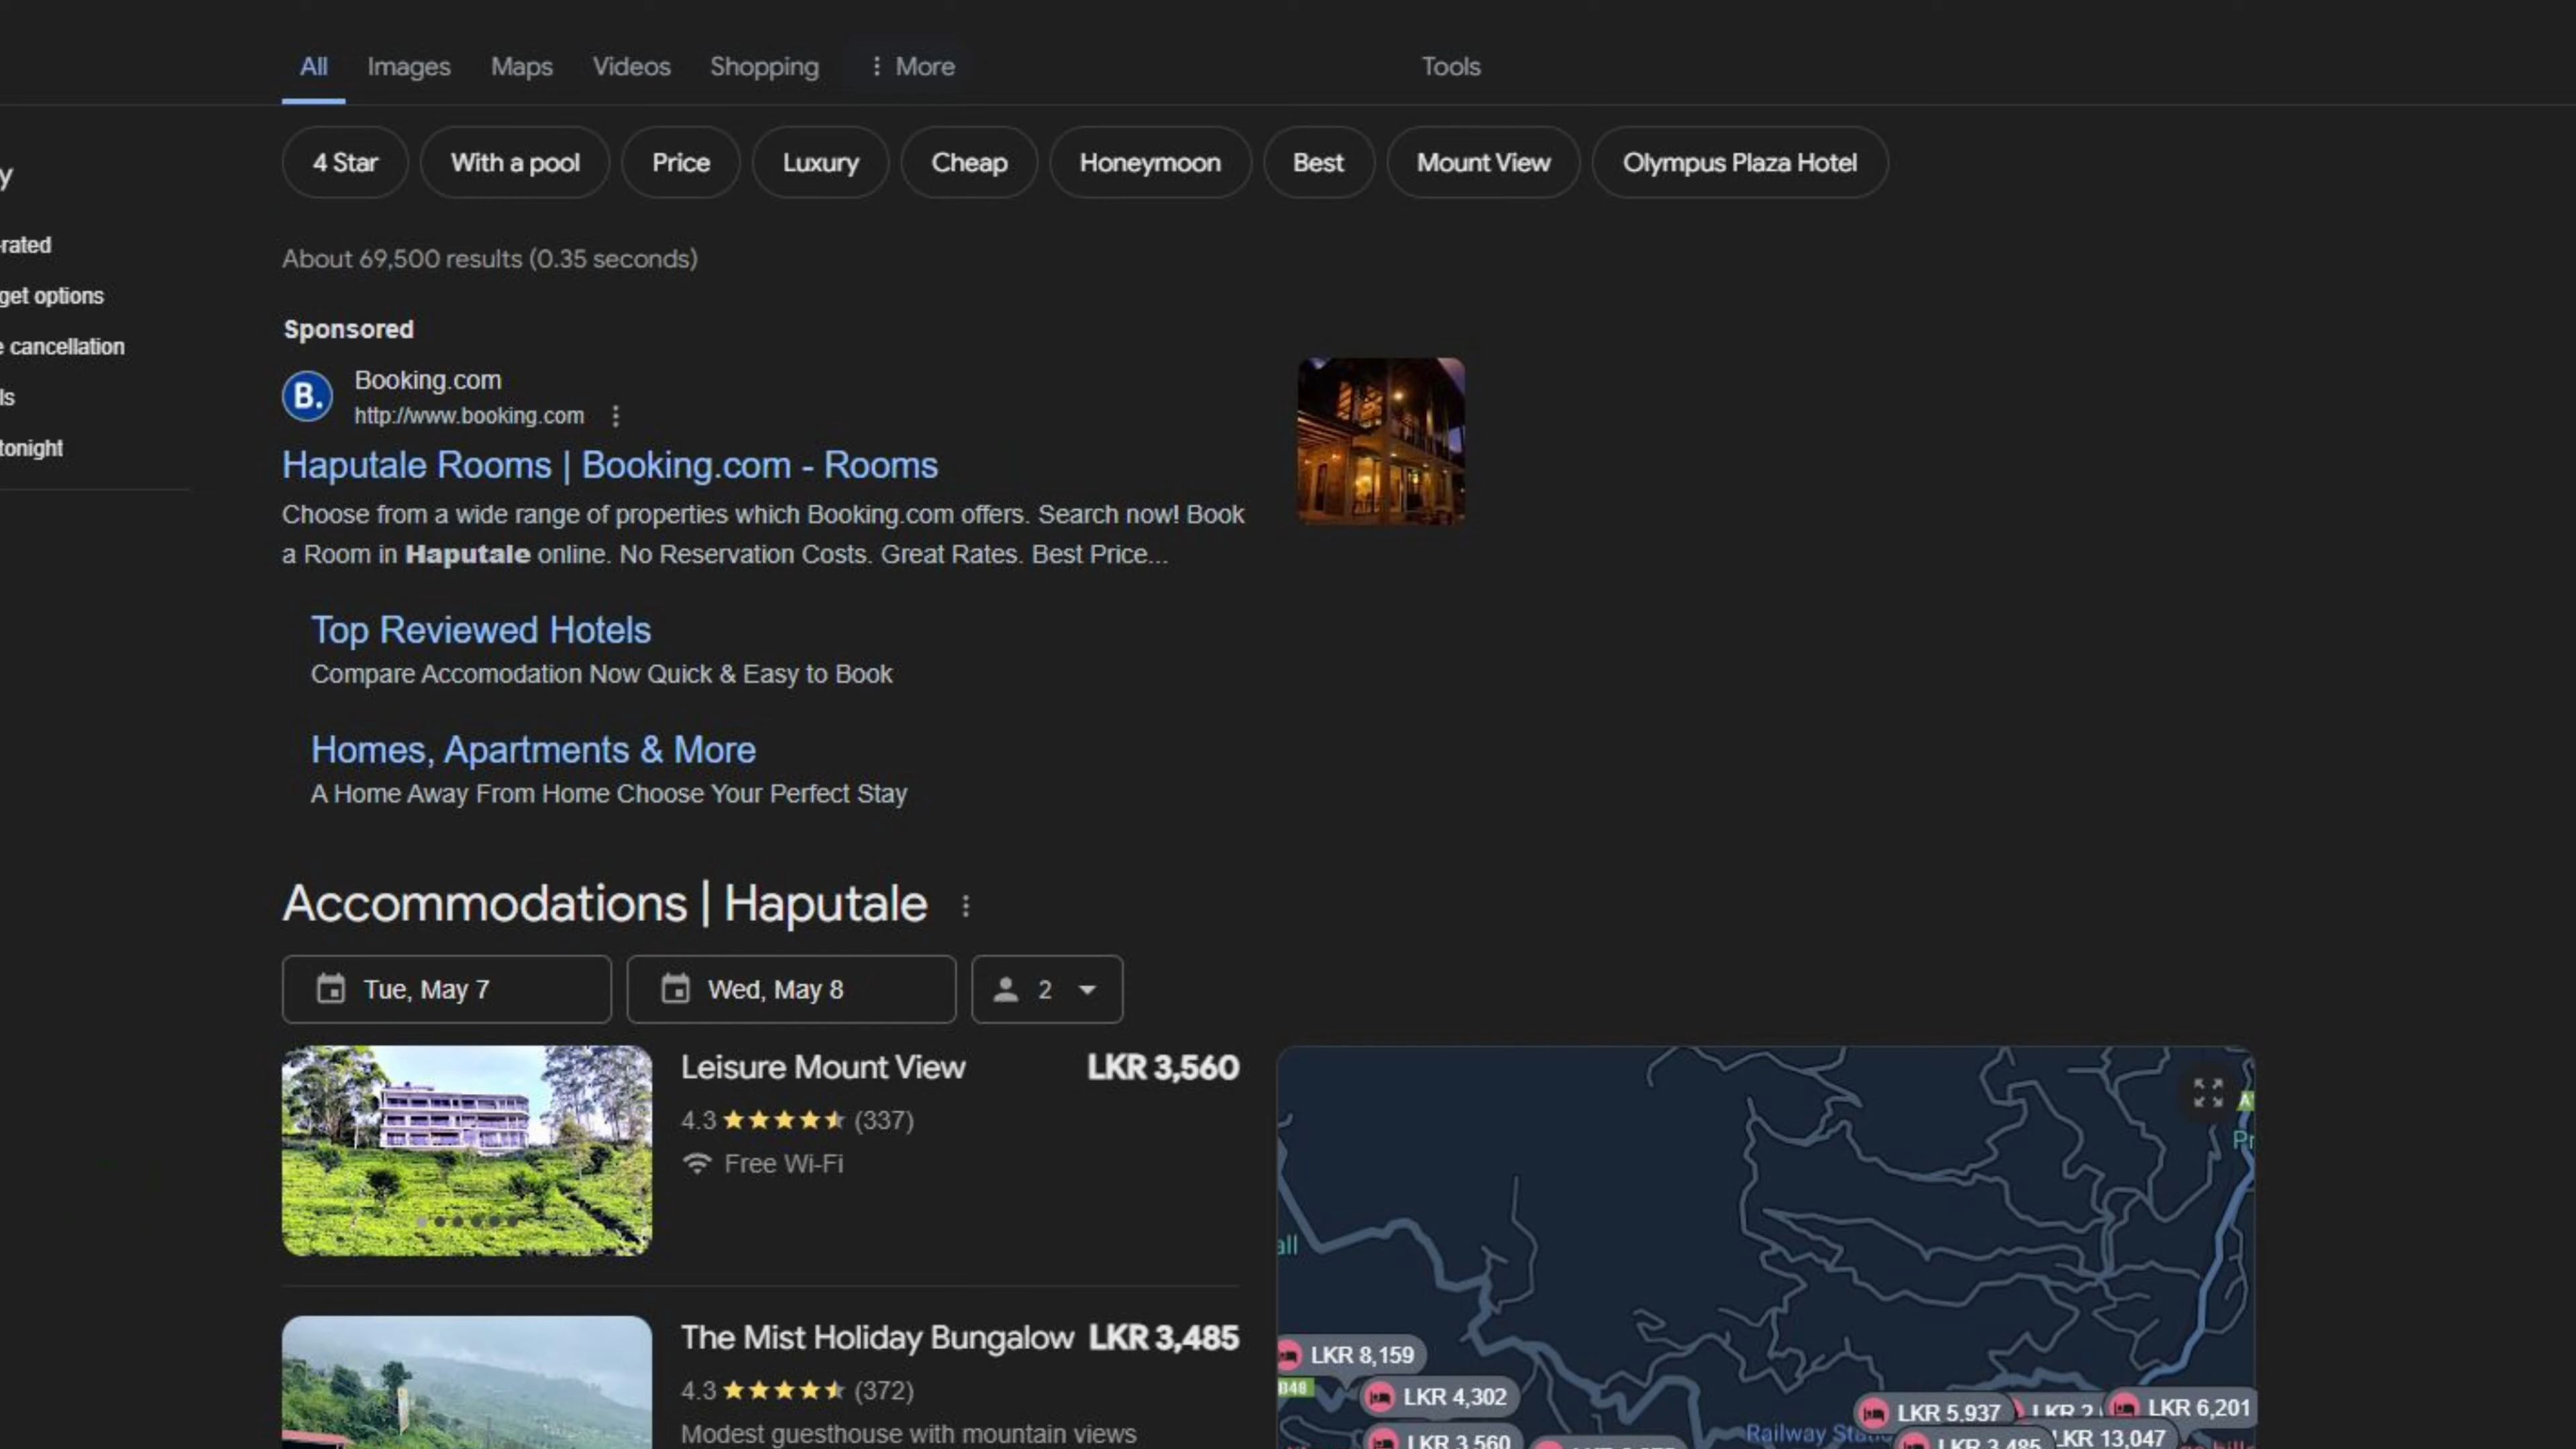 All Images Maps Videos Shopping More Tools
4 Star With a pool Price Luxury Cheap Honeymoon Best Mount View Olympus Plaza Hotel
About 69,500 results (0.35 seconds)
options
cancellation
tonight
Sponsored
B. Booking.com
http://www.booking.com
Haputale Rooms | Booking.com - Rooms
Choose from a wide range of properties which Booking.com offers. Search now! Book
a Room in Haputale online. No Reservation Costs. Great Rates. Best Price...
Top Reviewed Hotels
Compare Accomodation Now Quick & Easy to Book
Homes, Apartments & More
A Home Away From Home Choose Your Perfect Stay
Accommodations | Haputale
Tue, May 7 Wed, May 8 2
Leisure Mount View LKR 3,560
4.3 (337)
Free Wi-Fi
The Mist Holiday Bungalow LKR 3,485
4.3 (372)
Modest guesthouse with mountain views
LKR 8,159
LKR 4,302
LKR 3,560
LKR 5,937
LKR 6,201
LKR 13,047
LKR 3,485
Railway